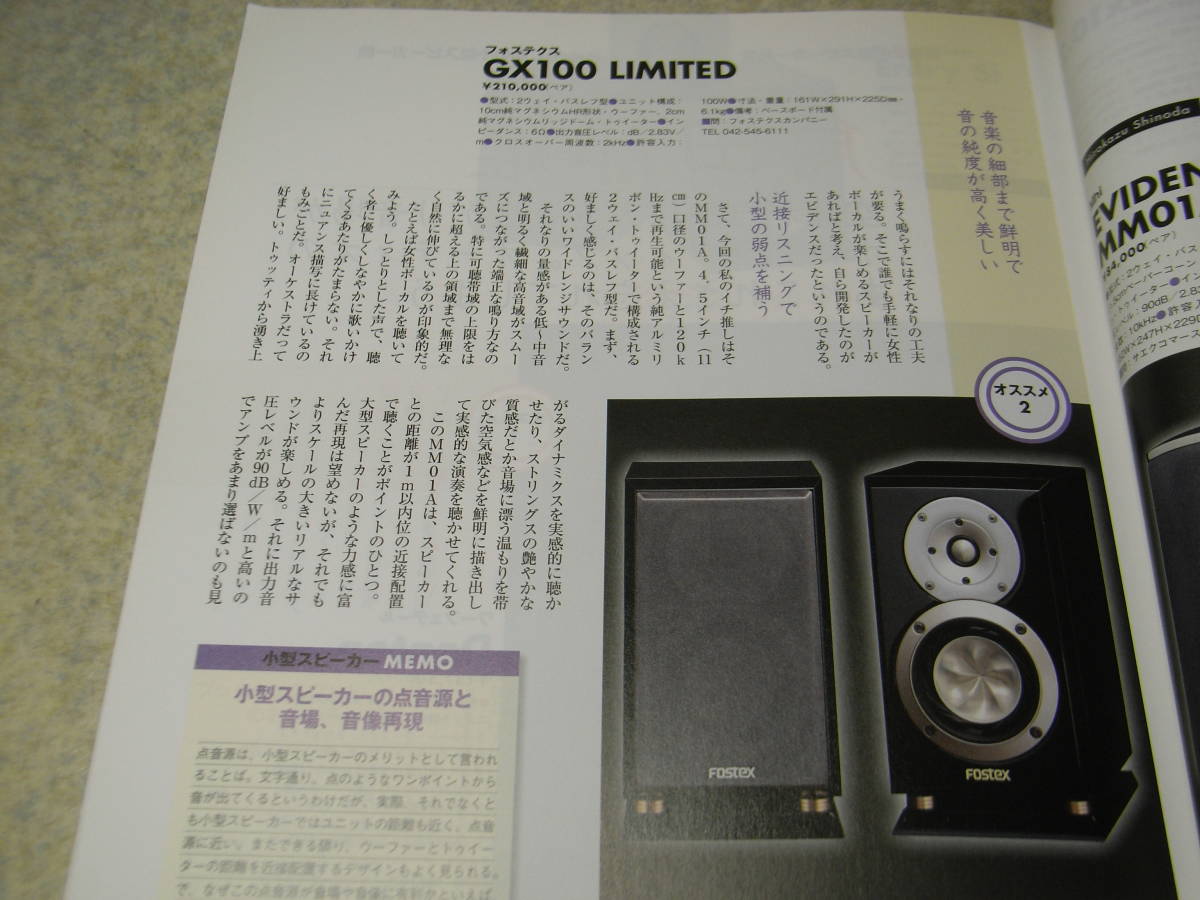 フォステクス
GX100 LIMITED
¥210,000(ペア)
●型式：2ウェイ・バスレフ型●ユニット構成：
10cm純マグネシウムHR形状・ウーファー、2cm
純マグネシウムリッジドーム・トゥイーター●イン
ピーダンス：6Ω●出力音圧レベル：dB／2.83V／
m●クロスオーバー周波数：2kHz●許容入力：
100W●寸法・重量：161W×291H×225D㎜・
6.1kg●備考：ベースボード付属
■問：フォステクスカンパニー
TEL 042-545-6111
音楽の細部まで鮮明で
音の純度が高く美しい
うまく鳴らすにはそれなりの工夫
が要る。そこで誰でも手軽に女性
ボーカルが楽しめるスピーカーが
あればと考え、自ら開発したのが
エビデンスだったというのである。
近接リスニングで
小型の弱点を補う
さて、今回の私のイチ推しはそ
のMM01A。4．5インチ（11
㎝）口径のウーファーと120k
Hzまで再生可能という純アルミリ
ボン・トゥイーターで構成される
2ウェイ・バスレフ型だ。まず、
好ましく感じるのは、そのバラン
スのいいワイドレンジサウンドだ。
それなりの量感がある低〜中音
域と明るく繊細な高音域がスムー
ズにつながった端正な鳴り方なの
である。特に可聴帯域の上限をは
るかに超える上の領域まで無理な
く自然に伸びているのが印象的だ。
たとえば女性ボーカルを聴いて
みよう。しっとりとした声で、聴
く者に優しくしなやかに歌いかけ
てくるあたりがたまらない。それ
にニュアンス描写に長けているの
もみごとだ。オーケストラだって
好ましい。トゥッティから湧き上
がるダイナミクスを実感的に聴か
せたり、ストリングスの艶やかな
質感だとか音場に漂う温もりを帯
びた空気感などを鮮明に描き出し
て実感的な演奏を聴かせてくれる。
このMM01Aは、スピーカー
との距離が1m以内位の近接配置
で聴くことがポイントのひとつ。
大型スピーカーのような力感に富
んだ再現は望めないが、それでも
よりスケールの大きいリアルなサ
ウンドが楽しめる。それに出力音
圧レベルが90dB／W／mと高いの
でアンプをあまり選ばないのも見
オススメ
2
FOSTEX
FOSTEX
小型スピーカーMEMO
小型スピーカーの点音源と
音場、音像再現
点音源は、小型スピーカーのメリットとして言われ
ることば。文字通り、点のようなワンポイントから
音が出てくるというわけだが、実際、それでなくと
も小型スピーカーではユニットの距離も近く、点音
源に近い。またできる限り、ウーファーとトゥイー
ターの距離を近接配置するデザインもよく見られる。
で、なぜこの点音源が音場や音像に有利かといえば、
Hirokazu Shinoda
EVIDEN
MM01